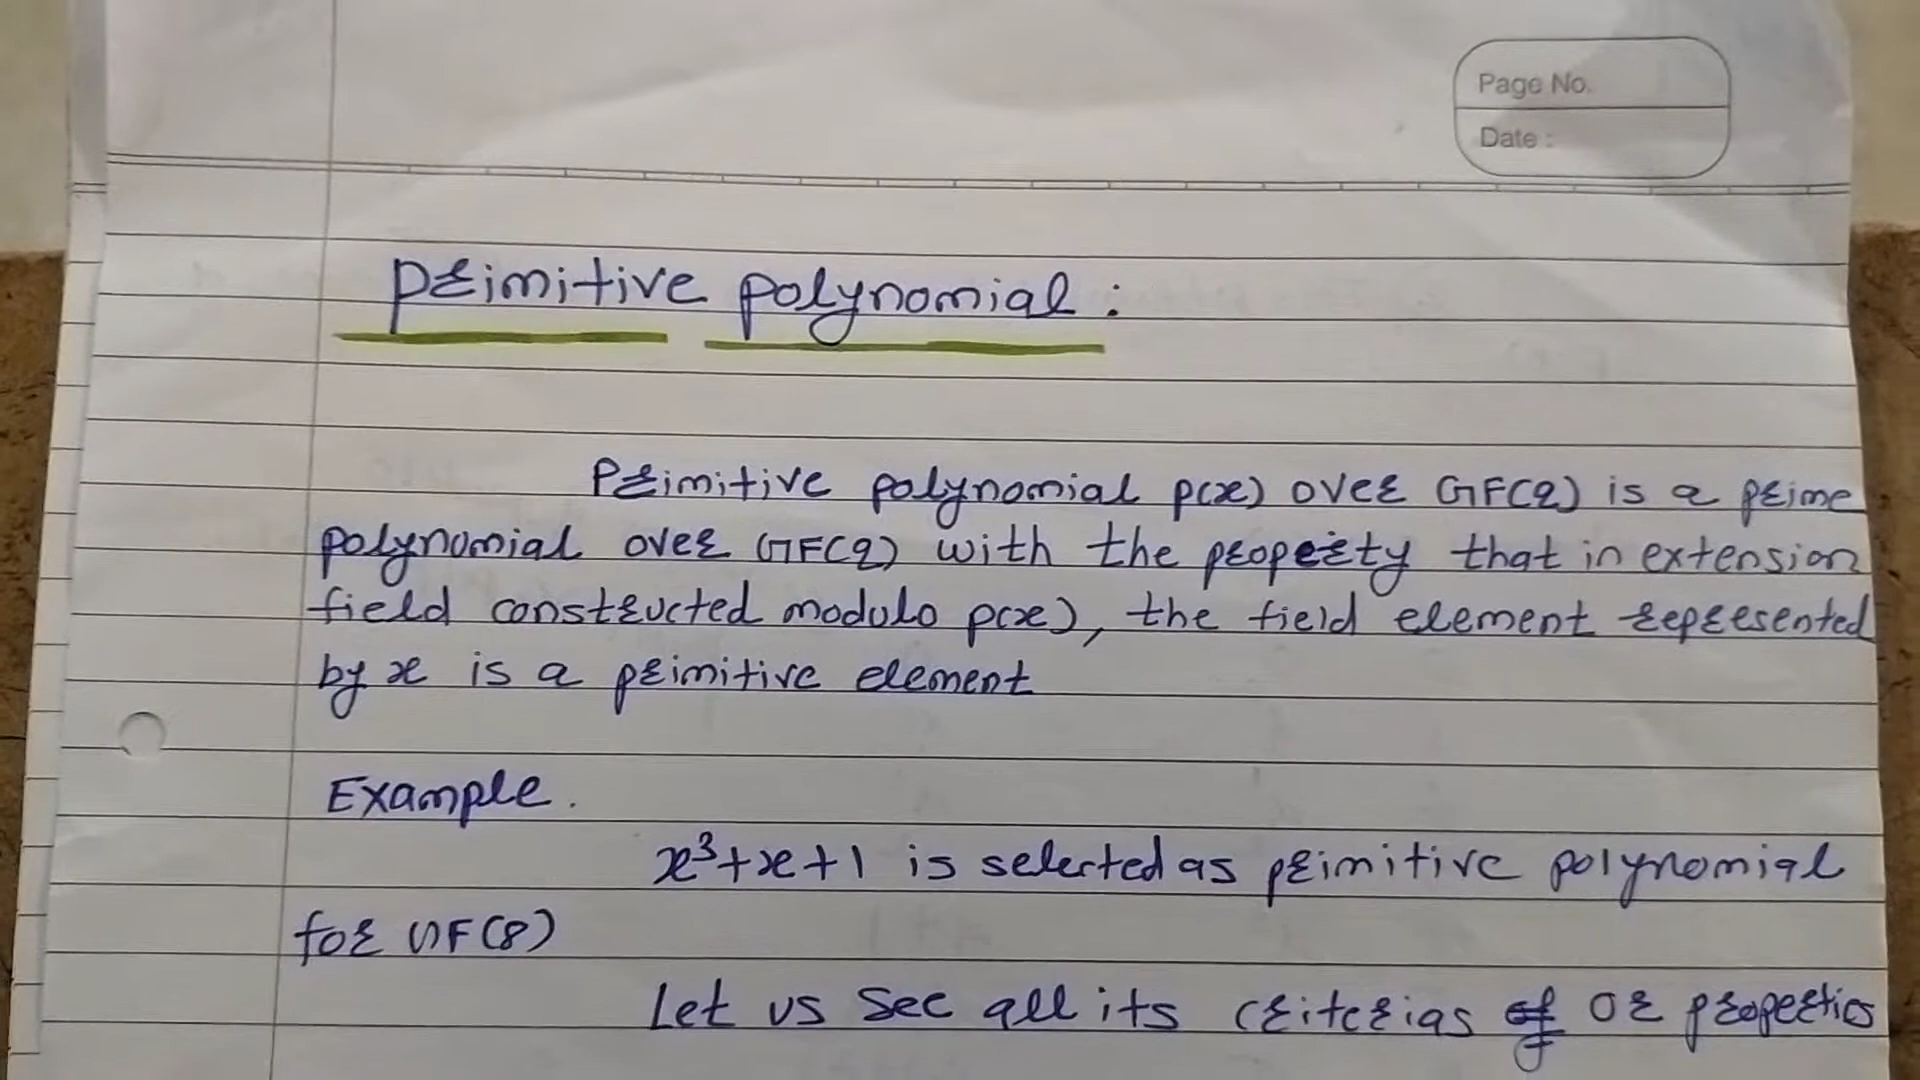 Page No.
Date :
Primitive polynomial :
Primitive polynomial p(x) over GF(q) is a prime
polynomial over GF(q) with the property that in extension
field constructed modulo p(x), the field element represented
by x is a primitive element
Example.
x³+x+1 is selected as primitive polynomial
for GF(8)
Let us see all its criterias of or properties